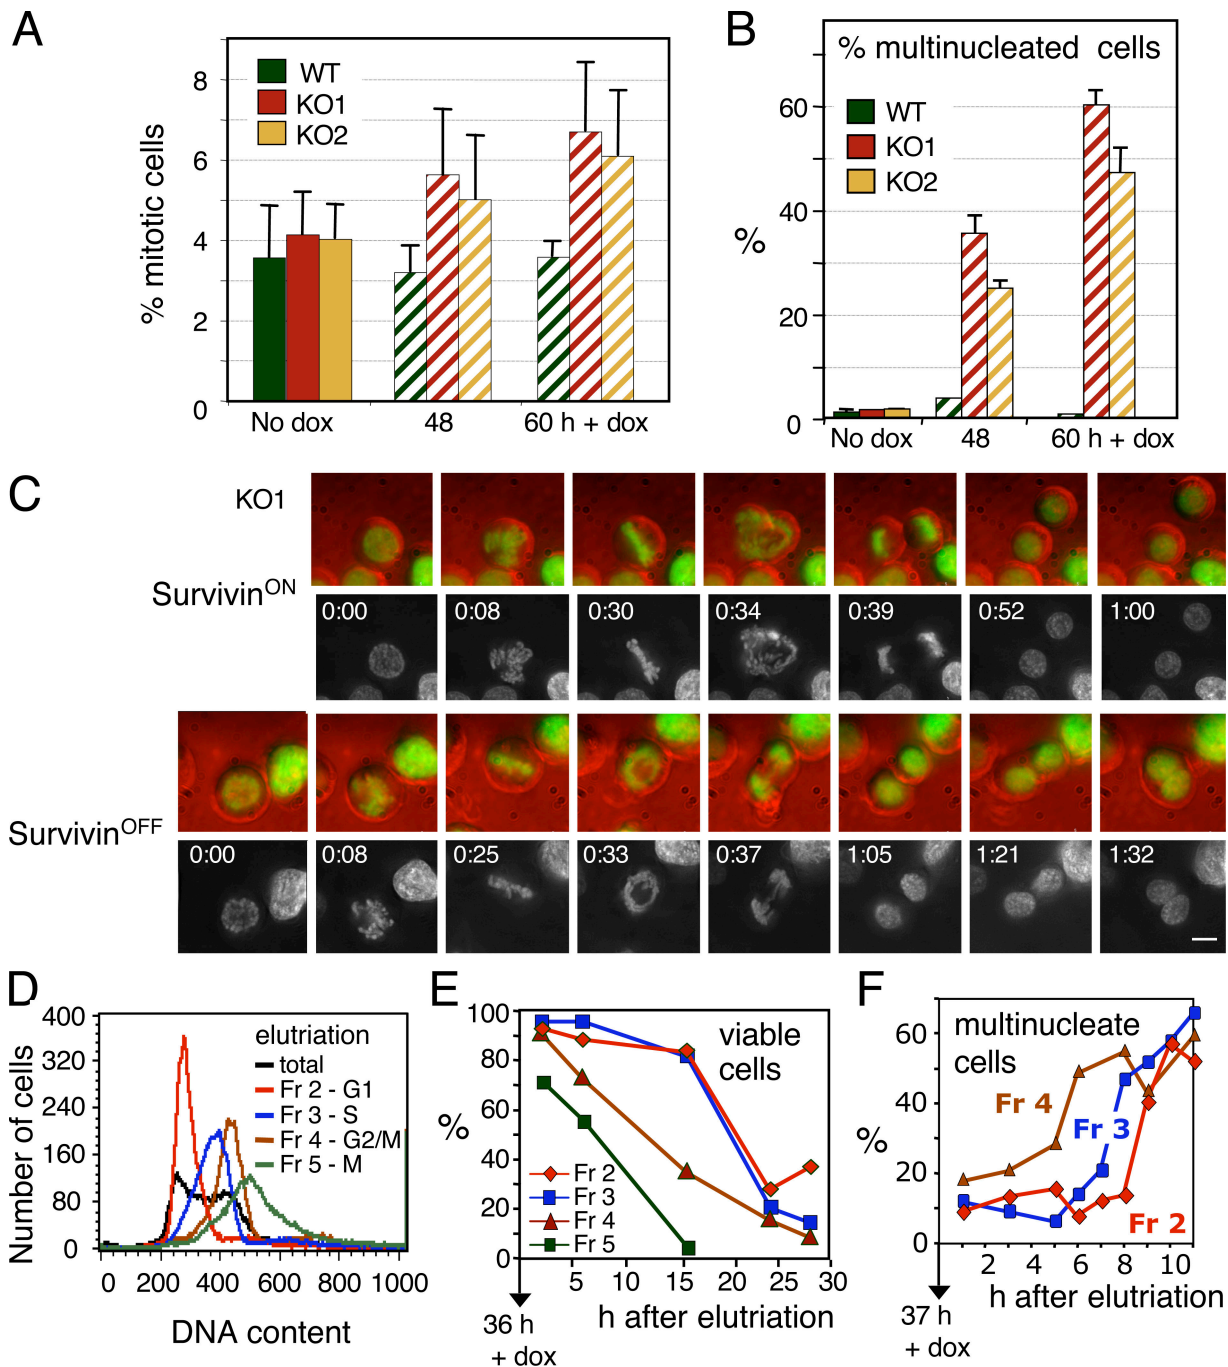 A
WT
KO1
KO2
% mitotic cells
8
6
4
2
0
No dox
48
60 h + dox
B
% multinucleated cells
WT
KO1
KO2
%
60
40
20
0
No dox
48
60 h + dox
C
KO1
Survivin^ON
0:00
0:08
0:30
0:34
0:39
0:52
1:00
Survivin^OFF
0:00
0:08
0:25
0:33
0:37
1:05
1:21
1:32
D
Number of cells
400
320
240
160
80
0
elutriation
total
Fr 2 - G1
Fr 3 - S
Fr 4 - G2/M
Fr 5 - M
0 200 400 600 800 1000
DNA content
E
viable
cells
%
100
80
60
40
20
0
Fr 2
Fr 3
Fr 4
Fr 5
5 10 15 20 25 30
h after elutriation
36 h
+ dox
F
multinucleate
cells
%
60
40
20
0
Fr 4
Fr 3
Fr 2
2 4 6 8 10
h after elutriation
37 h
+ dox